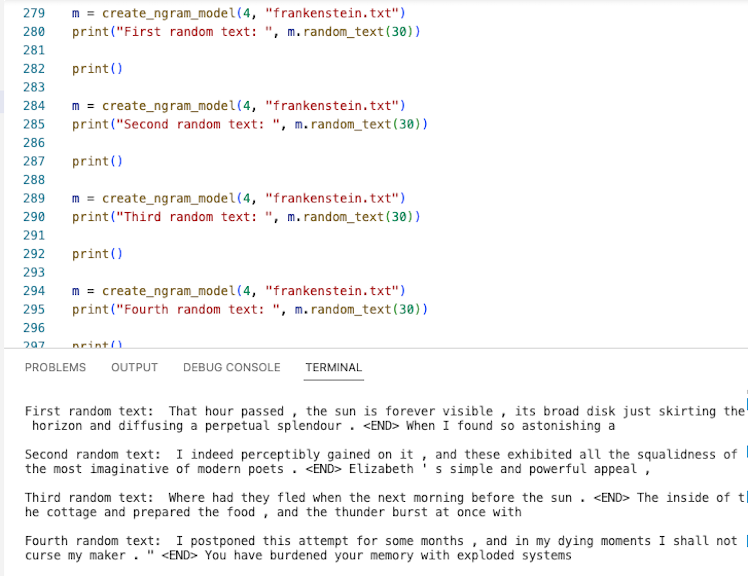 279 m = create_ngram_model(4, "frankenstein.txt")
280 print("First random text: ", m.random_text(30))
281
282 print()
283
284 m = create_ngram_model(4, "frankenstein.txt")
285 print("Second random text: ", m.random_text(30))
286
287 print()
288
289 m = create_ngram_model(4, "frankenstein.txt")
290 print("Third random text: ", m.random_text(30))
291
292 print()
293
294 m = create_ngram_model(4, "frankenstein.txt")
295 print("Fourth random text: ", m.random_text(30))
296
297 print()
PROBLEMS OUTPUT DEBUG CONSOLE TERMINAL
First random text:  That hour passed , the sun is forever visible , its broad disk just skirting the
 horizon and diffusing a perpetual splendour . <END> When I found so astonishing a
Second random text:  I indeed perceptibly gained on it , and these exhibited all the squalidness of
the most imaginative of modern poets . <END> Elizabeth ' s simple and powerful appeal ,
Third random text:  Where had they fled when the next morning before the sun . <END> The inside of t
he cottage and prepared the food , and the thunder burst at once with
Fourth random text:  I postponed this attempt for some months , and in my dying moments I shall not
curse my maker . " <END> You have burdened your memory with exploded systems